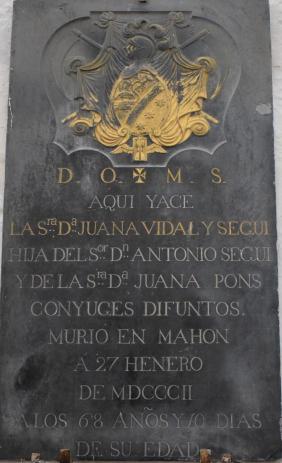 D. O. ✠ M. S.
AQUI YACE
LA S.ra D.a JUANA VIDAL Y SEGUI
HIJA DEL S.or D.n ANTONIO SEGUI
Y DE LA S.ra D.a JUANA PONS
CONYUGES DIFUNTOS.
MURIO EN MAHON
A 27 HENERO
DE MDCCCII
A LOS 68 AÑOS Y 10 DIAS
DE SU EDAD